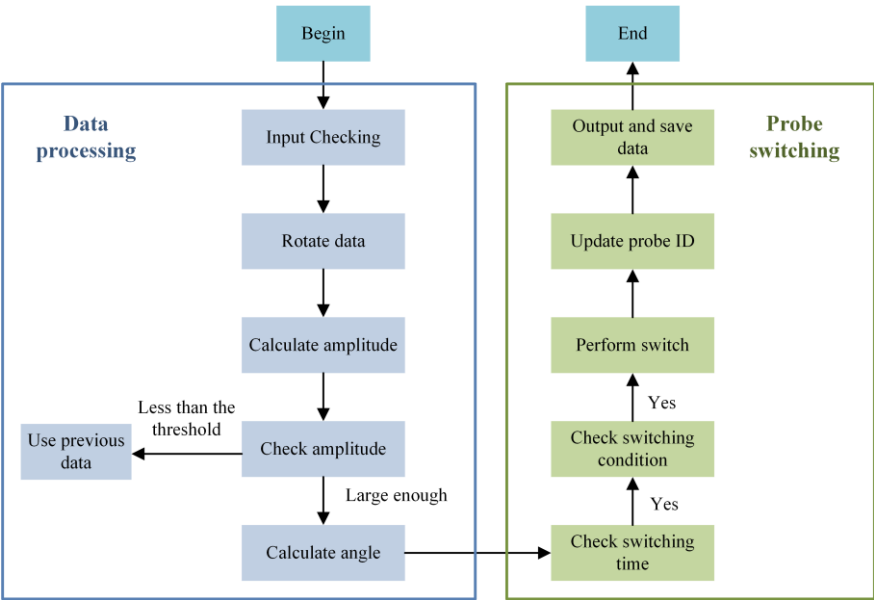 Begin
Data
processing
Input Checking
Rotate data
Calculate amplitude
Less than the
threshold
Use previous
data
Check amplitude
Large enough
Calculate angle
End
Probe
switching
Output and save
data
Update probe ID
Perform switch
Yes
Check switching
condition
Yes
Check switching
time